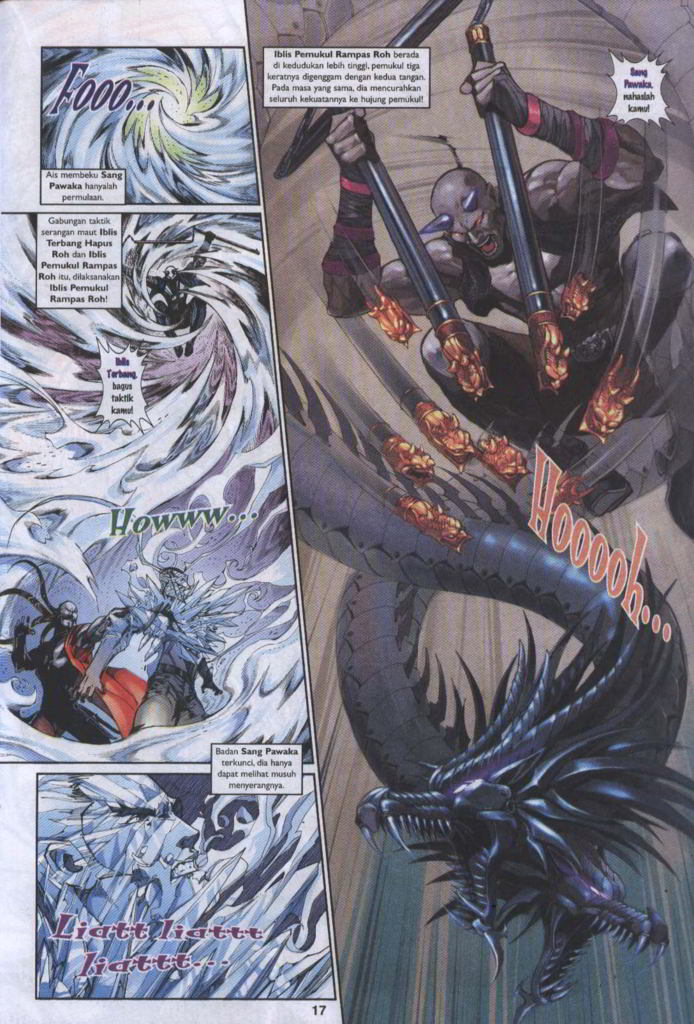 Fooo...
Ais membeku Sang
Pawaka hanyalah
permulaan.
Gabungan taktik
serangan maut Iblis
Terbang Hapus
Roh dan Iblis
Pemukul Rampas
Roh itu, dilaksanakan
Iblis Pemukul
Rampas Roh!
Iblis
Terbang,
bagus
taktik
kamu!
Howww...
Badan Sang Pawaka
terkunci, dia hanya
dapat melihat musuh
menyerangnya.
Liatt liattt
liattt...
Iblis Pemukul Rampas Roh berada
di kedudukan lebih tinggi, pemukul tiga
keratnya digenggam dengan kedua tangan.
Pada masa yang sama, dia mencurahkan
seluruh kekuatannya ke hujung pemukul!
Sang
Pawaka,
nahaslah
kamu!
Hooooh...
17